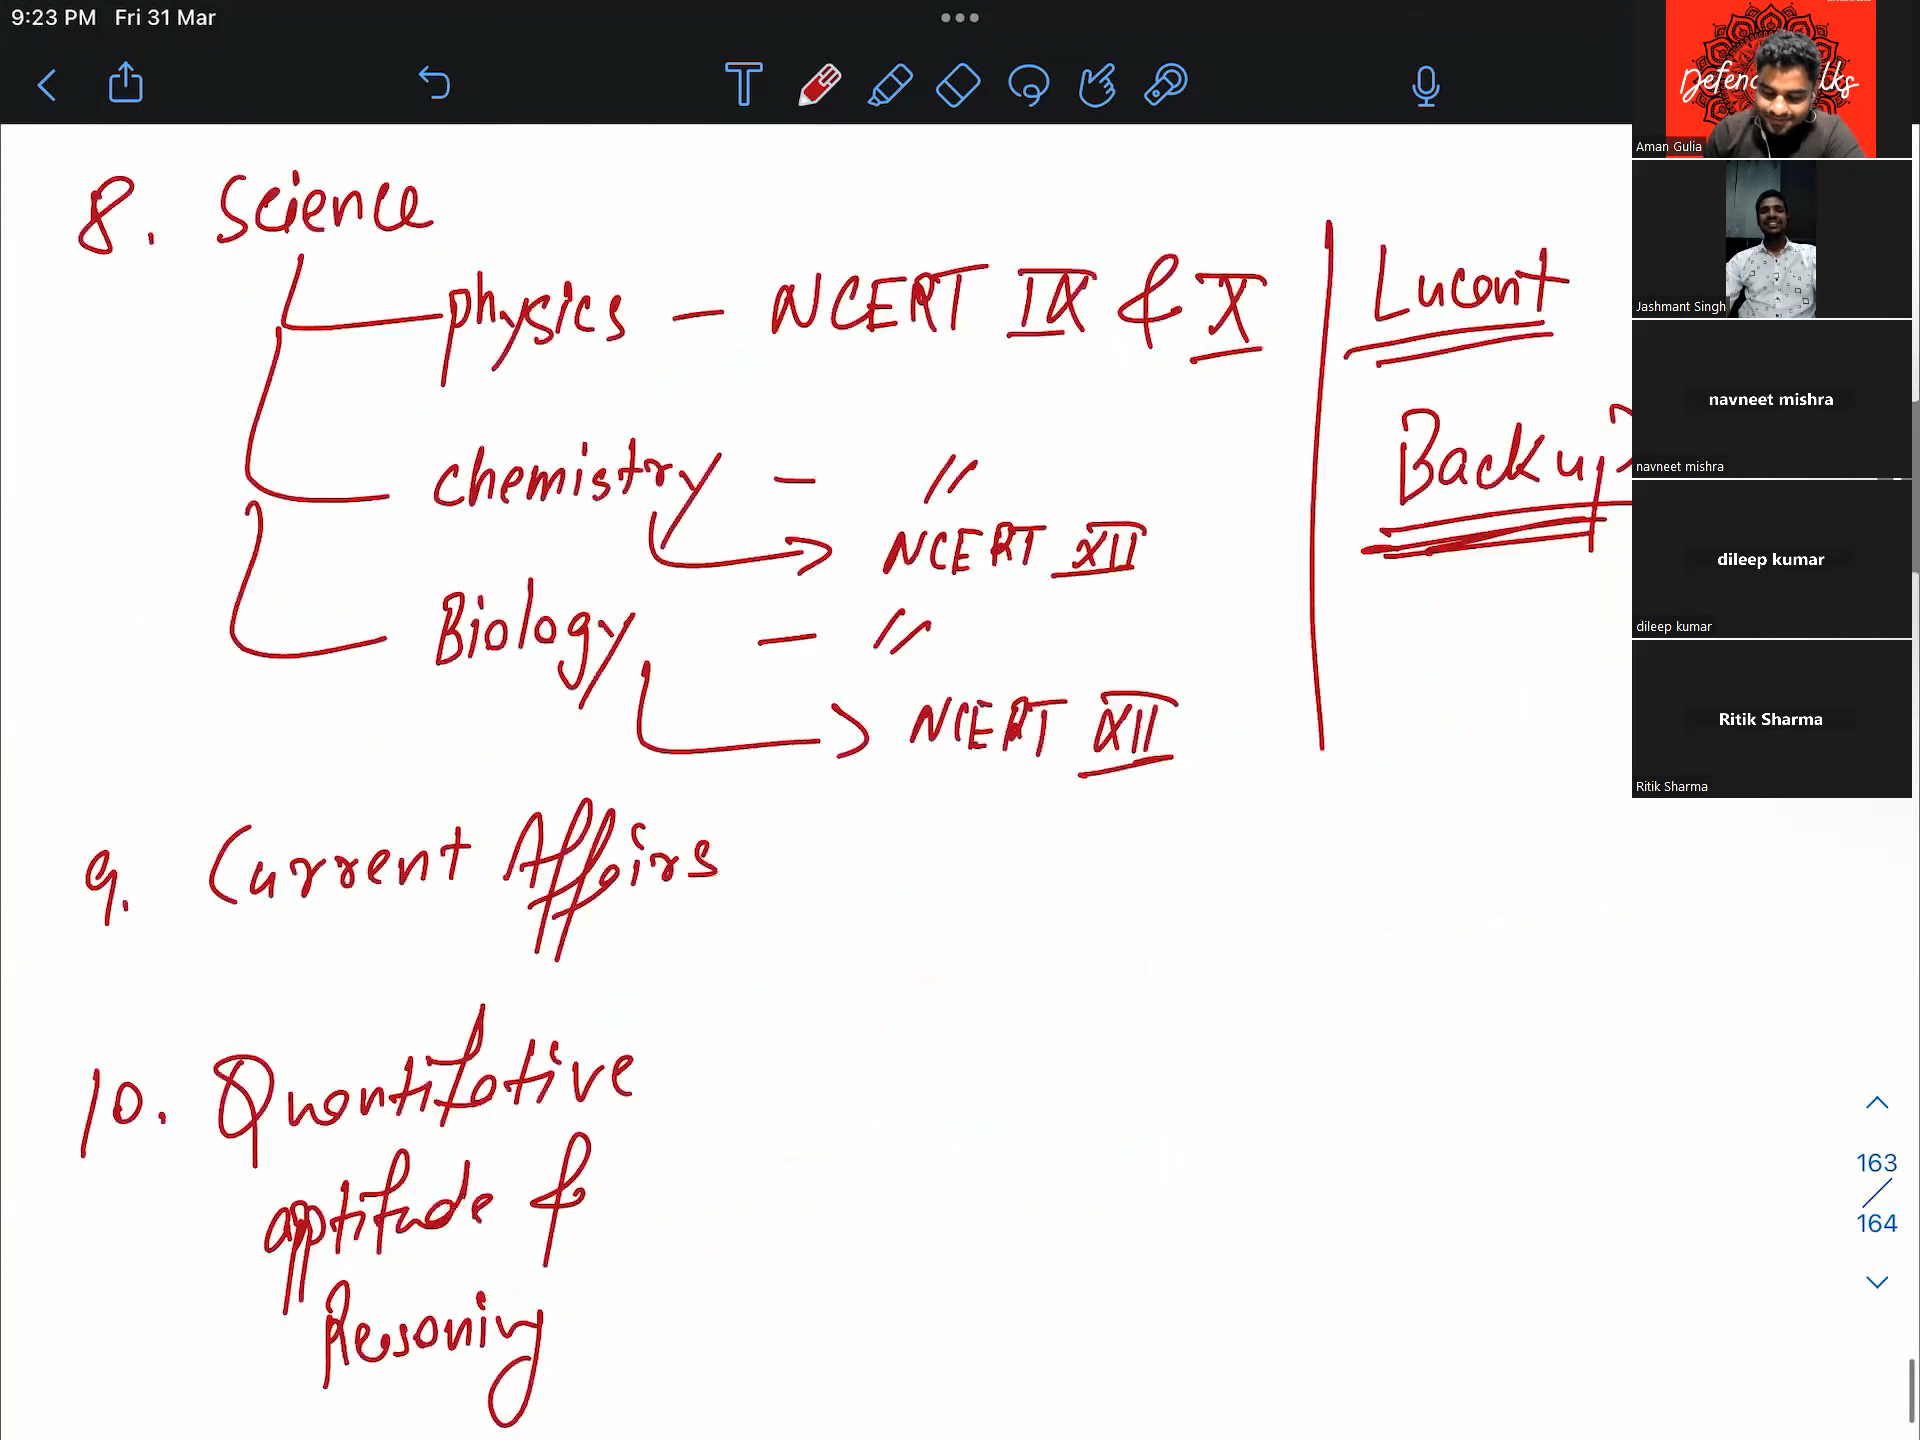 9:23 PM Fri 31 Mar
8. Science
physics - NCERT IX & X
Lucent
chemistry - "
Backup
NCERT XII
Biology - "
NCERT XII
9. Current Affairs
10. Quantitative
aptitude &
Reasoning
Aman Gulia
Jashmant Singh
navneet mishra
navneet mishra
dileep kumar
dileep kumar
Ritik Sharma
Ritik Sharma
163
164